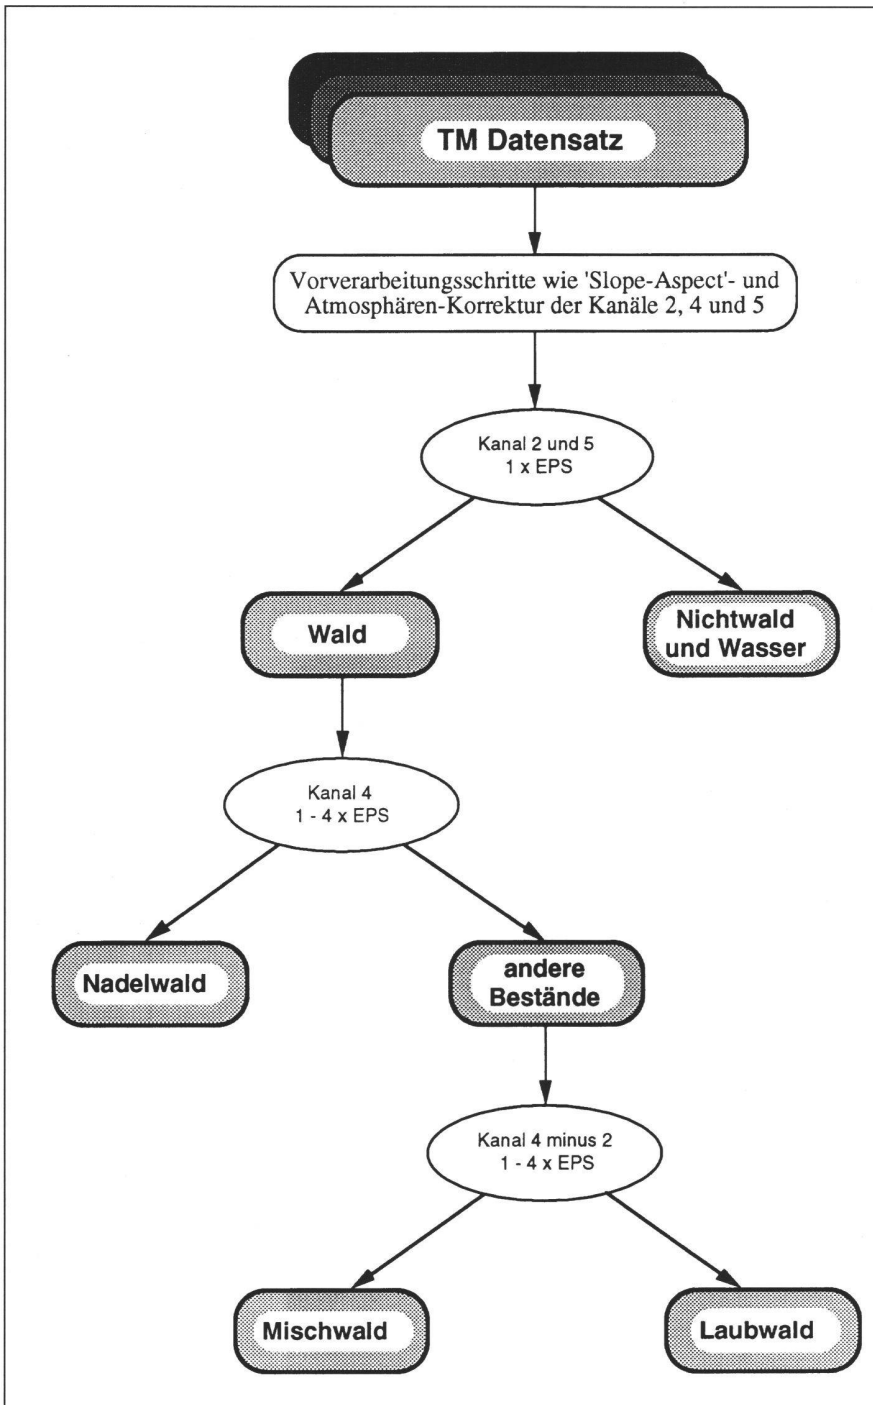 TM Datensatz
Vorverarbeitungsschritte wie 'Slope-Aspect'- und
Atmosphären-Korrektur der Kanäle 2, 4 und 5
Kanal 2 und 5
1 x EPS
Wald
Nichtwald
und Wasser
Kanal 4
1 - 4 x EPS
Nadelwald
andere
Bestände
Kanal 4 minus 2
1 - 4 x EPS
Mischwald
Laubwald